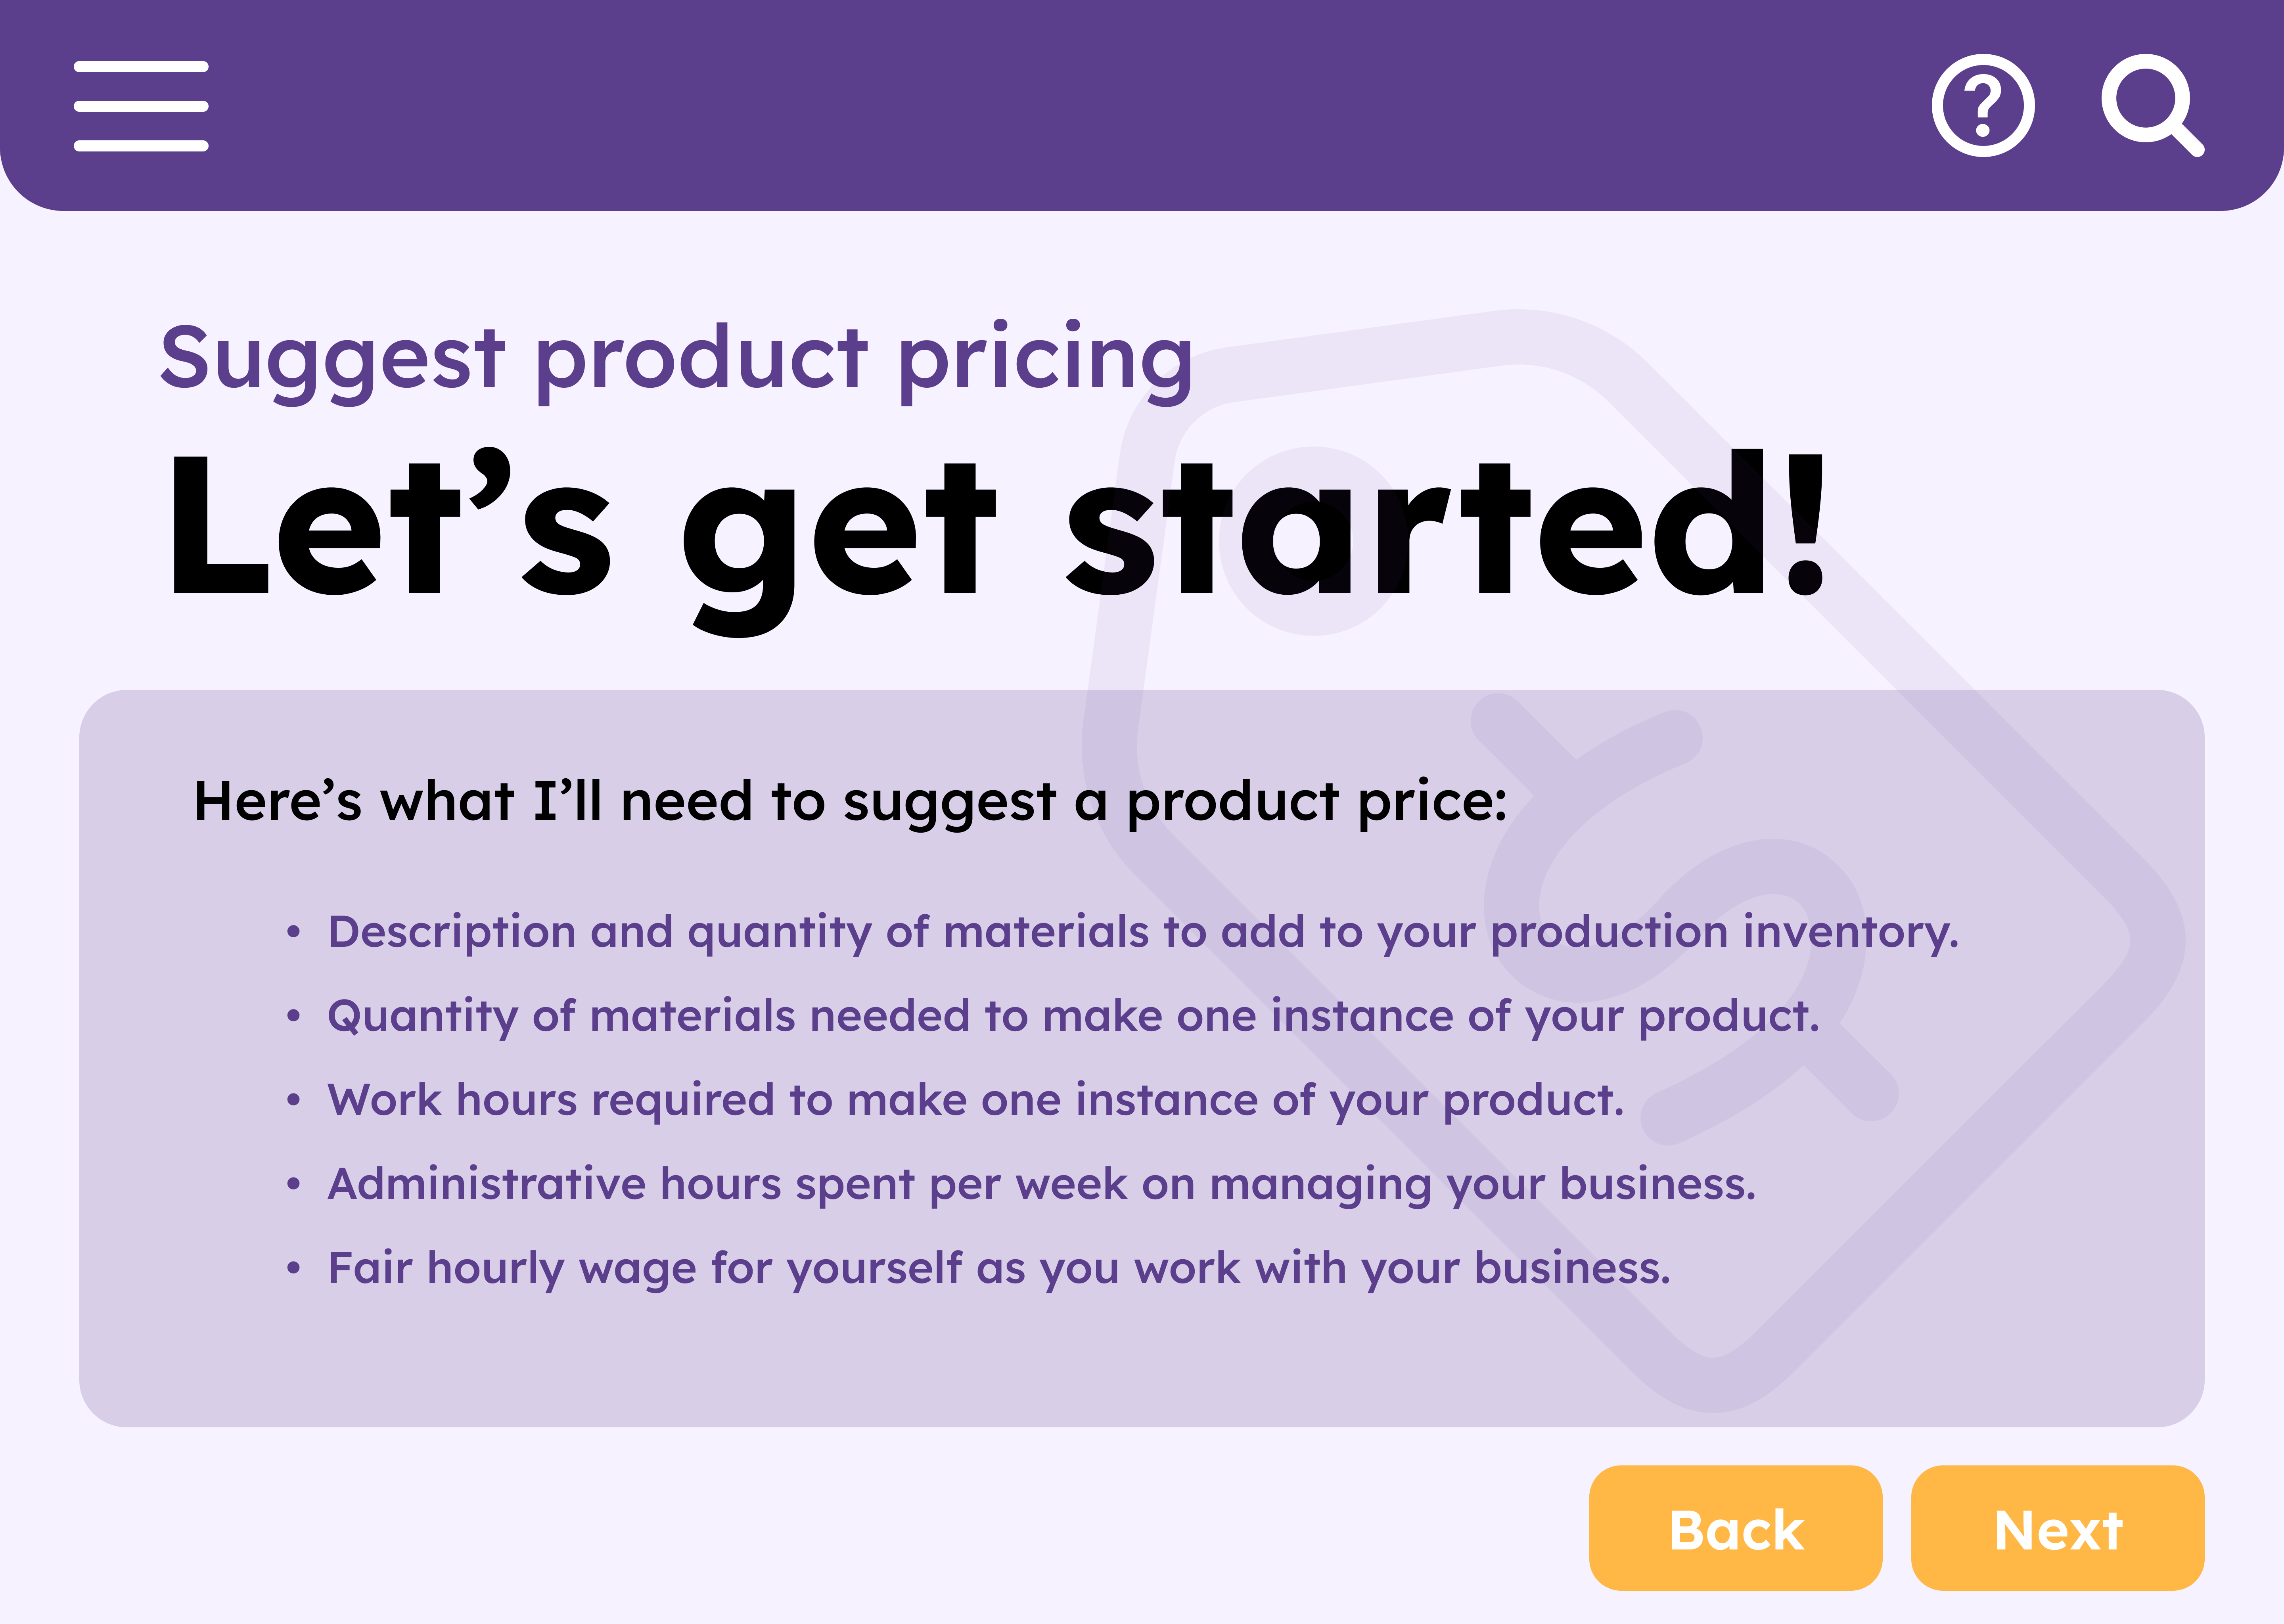 Suggest product pricing
Let’s get started!
Here’s what I’ll need to suggest a product price:
• Description and quantity of materials to add to your production inventory.
• Quantity of materials needed to make one instance of your product.
• Work hours required to make one instance of your product.
• Administrative hours spent per week on managing your business.
• Fair hourly wage for yourself as you work with your business.
Back Next